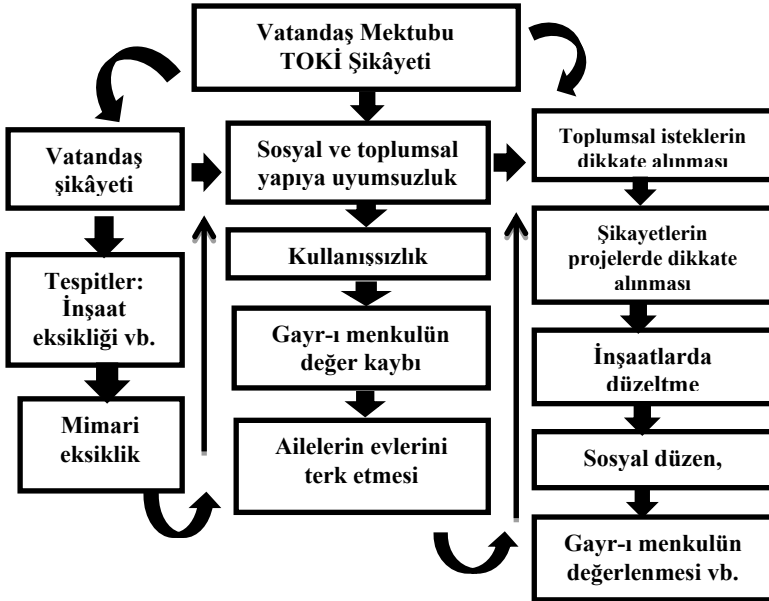 Vatandaş Mektubu
TOKİ Şikâyeti
Vatandaş
şikâyeti
Tespitler:
İnşaat
eksikliği vb.
Mimari
eksiklik
Sosyal ve toplumsal
yapıya uyumsuzluk
Kullanışsızlık
Gayr-ı menkulün
değer kaybı
Ailelerin evlerini
terk etmesi
Toplumsal isteklerin
dikkate alınması
Şikayetlerin
projelerde dikkate
alınması
İnşaatlarda
düzeltme
Sosyal düzen,
Gayr-ı menkulün
değerlenmesi vb.